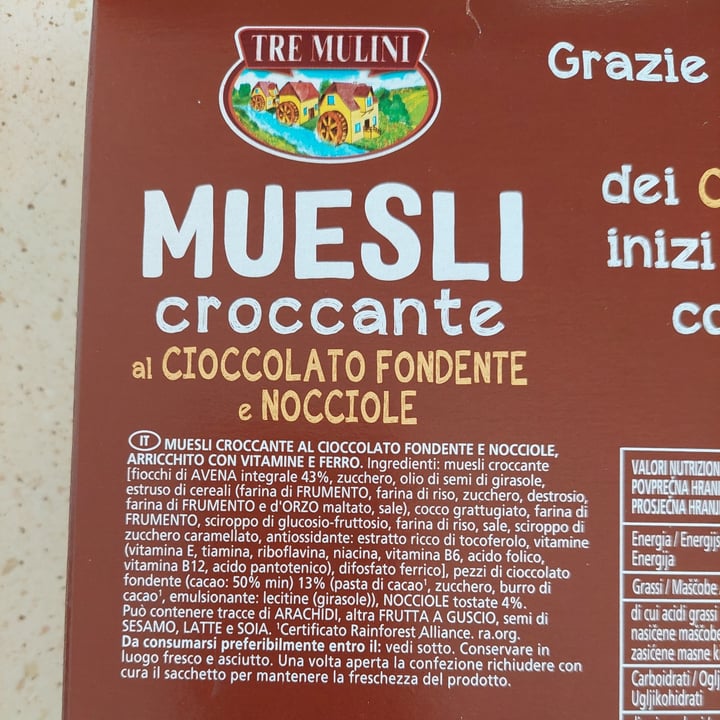 TRE MULINI
Grazie
MUESLI
croccante
al CIOCCOLATO FONDENTE
e NOCCIOLE
dei
inizi
IT MUESLI CROCCANTE AL CIOCCOLATO FONDENTE E NOCCIOLE,
ARRICCHITO CON VITAMINE E FERRO. Ingredienti: muesli croccante
[fiocchi di AVENA integrale 43%, zucchero, olio di semi di girasole,
estruso di cereali (farina di FRUMENTO, farina di riso, zucchero, destrosio,
farina di FRUMENTO e d'ORZO maltato, sale), cocco grattugiato, farina di
FRUMENTO, sciroppo di glucosio-fruttosio, farina di riso, sale, sciroppo di
zucchero caramellato, antiossidante: estratto ricco di tocoferolo, vitamine
(vitamina E, tiamina, riboflavina, niacina, vitamina B6, acido folico,
vitamina B12, acido pantotenico), difosfato ferrico], pezzi di cioccolato
fondente (cacao: 50% min) 13% (pasta di cacao¹, zucchero, burro di
cacao¹, emulsionante: lecitine (girasole)), NOCCIOLE tostate 4%.
Può contenere tracce di ARACHIDI, altra FRUTTA A GUSCIO, semi di
SESAMO, LATTE e SOIA. ¹Certificato Rainforest Alliance. ra.org.
Da consumarsi preferibilmente entro il: vedi sotto. Conservare in
luogo fresco e asciutto. Una volta aperta la confezione richiudere con
cura il sacchetto per mantenere la freschezza del prodotto.
VALORI NUTRIZION
POVPREČNA HRANI
PROSJEČNA HRANJ
Energia / Energijs
Energija
Grassi / Maščobe
di cui acidi grassi
nasičene maščobe
zasićene masne k
Carboidrati / Oglj
Ugljikohidrati